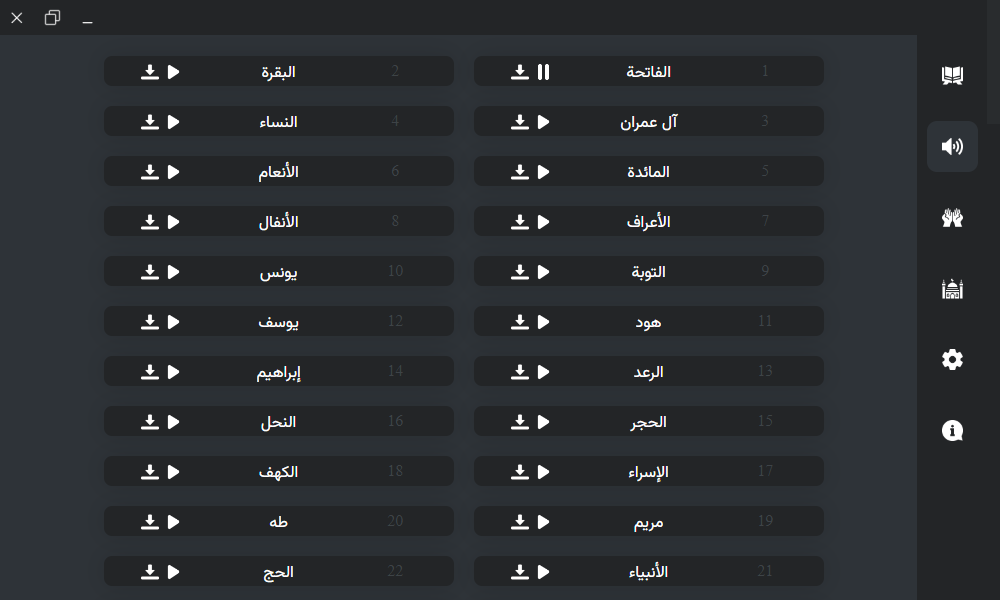 1 الفاتحة
2 البقرة
3 آل عمران
4 النساء
5 المائدة
6 الأنعام
7 الأعراف
8 الأنفال
9 التوبة
10 يونس
11 هود
12 يوسف
13 الرعد
14 إبراهيم
15 الحجر
16 النحل
17 الإسراء
18 الكهف
19 مريم
20 طه
21 الأنبياء
22 الحج